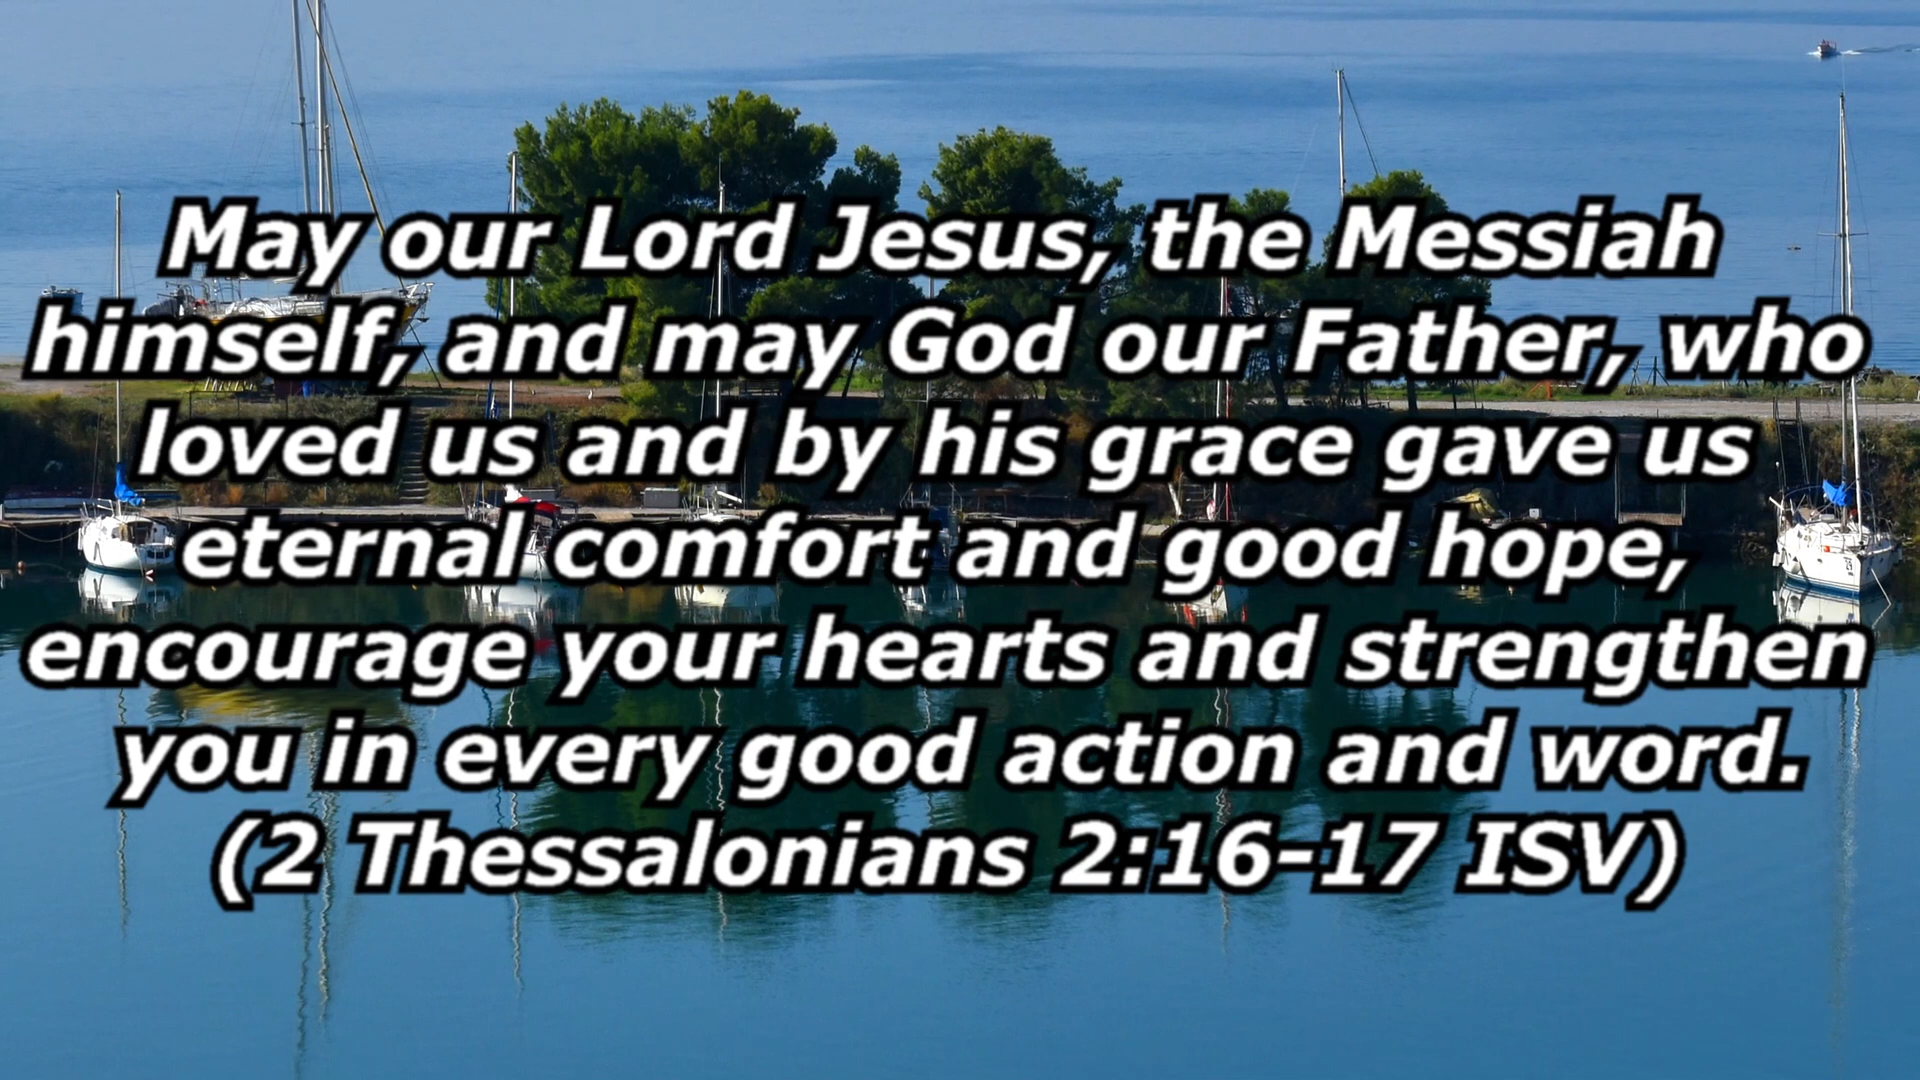 May our Lord Jesus, the Messiah
himself, and may God our Father, who
loved us and by his grace gave us
eternal comfort and good hope,
encourage your hearts and strengthen
you in every good action and word.
(2 Thessalonians 2:16-17 ISV)